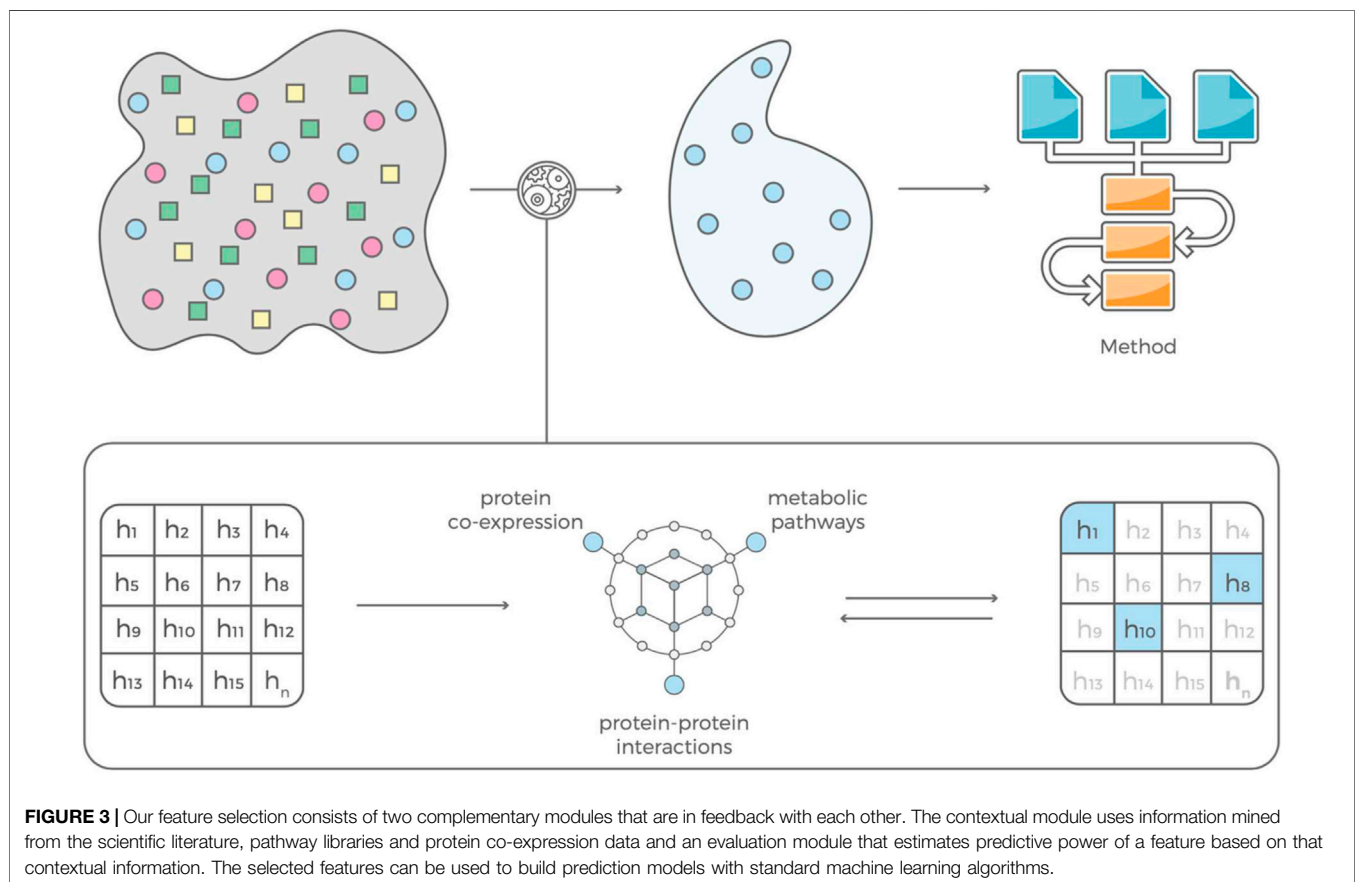 Method
protein
co-expression
metabolic
pathways
h1 h2 h3 h4
h5 h6 h7 h8
h9 h10 h11 h12
h13 h14 h15 hn
protein-protein
interactions
h1 h2 h3 h4
h5 h6 h7 h8
h9 h10 h11 h12
h13 h14 h15 hn
FIGURE 3 | Our feature selection consists of two complementary modules that are in feedback with each other. The contextual module uses information mined
from the scientific literature, pathway libraries and protein co-expression data and an evaluation module that estimates predictive power of a feature based on that
contextual information. The selected features can be used to build prediction models with standard machine learning algorithms.